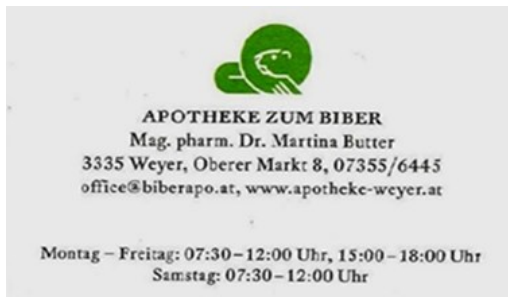 APOTHEKE ZUM BIBER
Mag. pharm. Dr. Martina Butter
3335 Weyer, Oberer Markt 8, 07355/6445
office@biberapo.at, www.apotheke-weyer.at
Montag – Freitag: 07:30–12:00 Uhr, 15:00–18:00 Uhr
Samstag: 07:30–12:00 Uhr